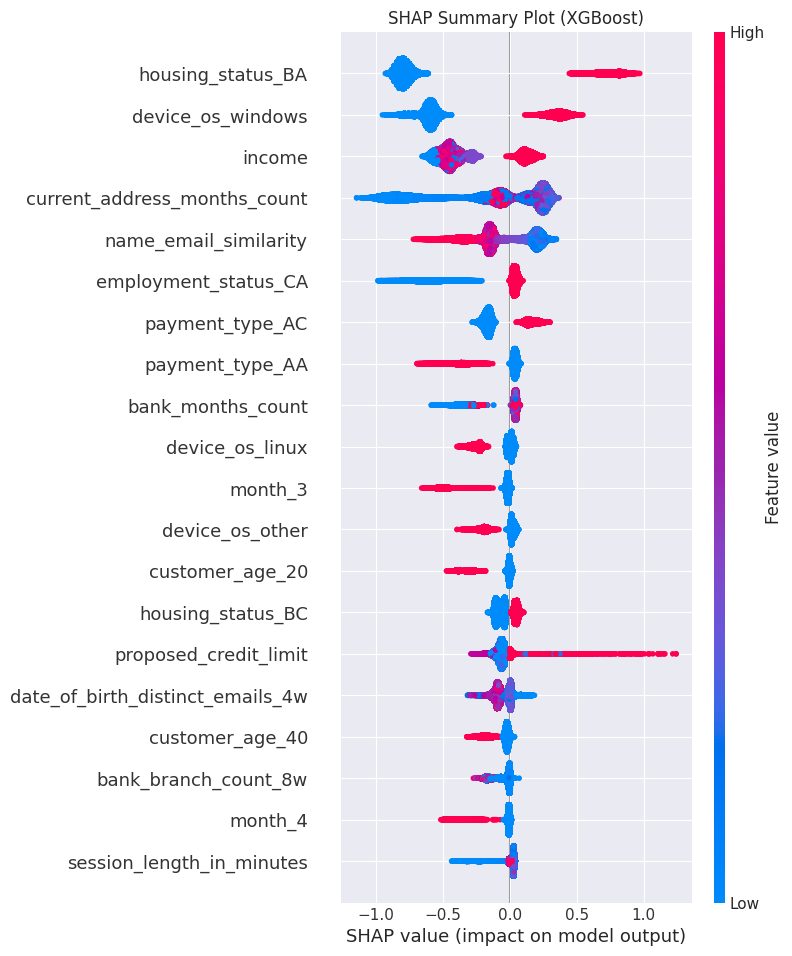 SHAP Summary Plot (XGBoost)
High
housing_status_BA
device_os_windows
income
current_address_months_count
name_email_similarity
employment_status_CA
payment_type_AC
payment_type_AA
bank_months_count
device_os_linux
month_3
device_os_other
customer_age_20
housing_status_BC
proposed_credit_limit
date_of_birth_distinct_emails_4w
customer_age_40
bank_branch_count_8w
month_4
session_length_in_minutes
Feature value
Low
−1.0 −0.5 0.0 0.5 1.0
SHAP value (impact on model output)